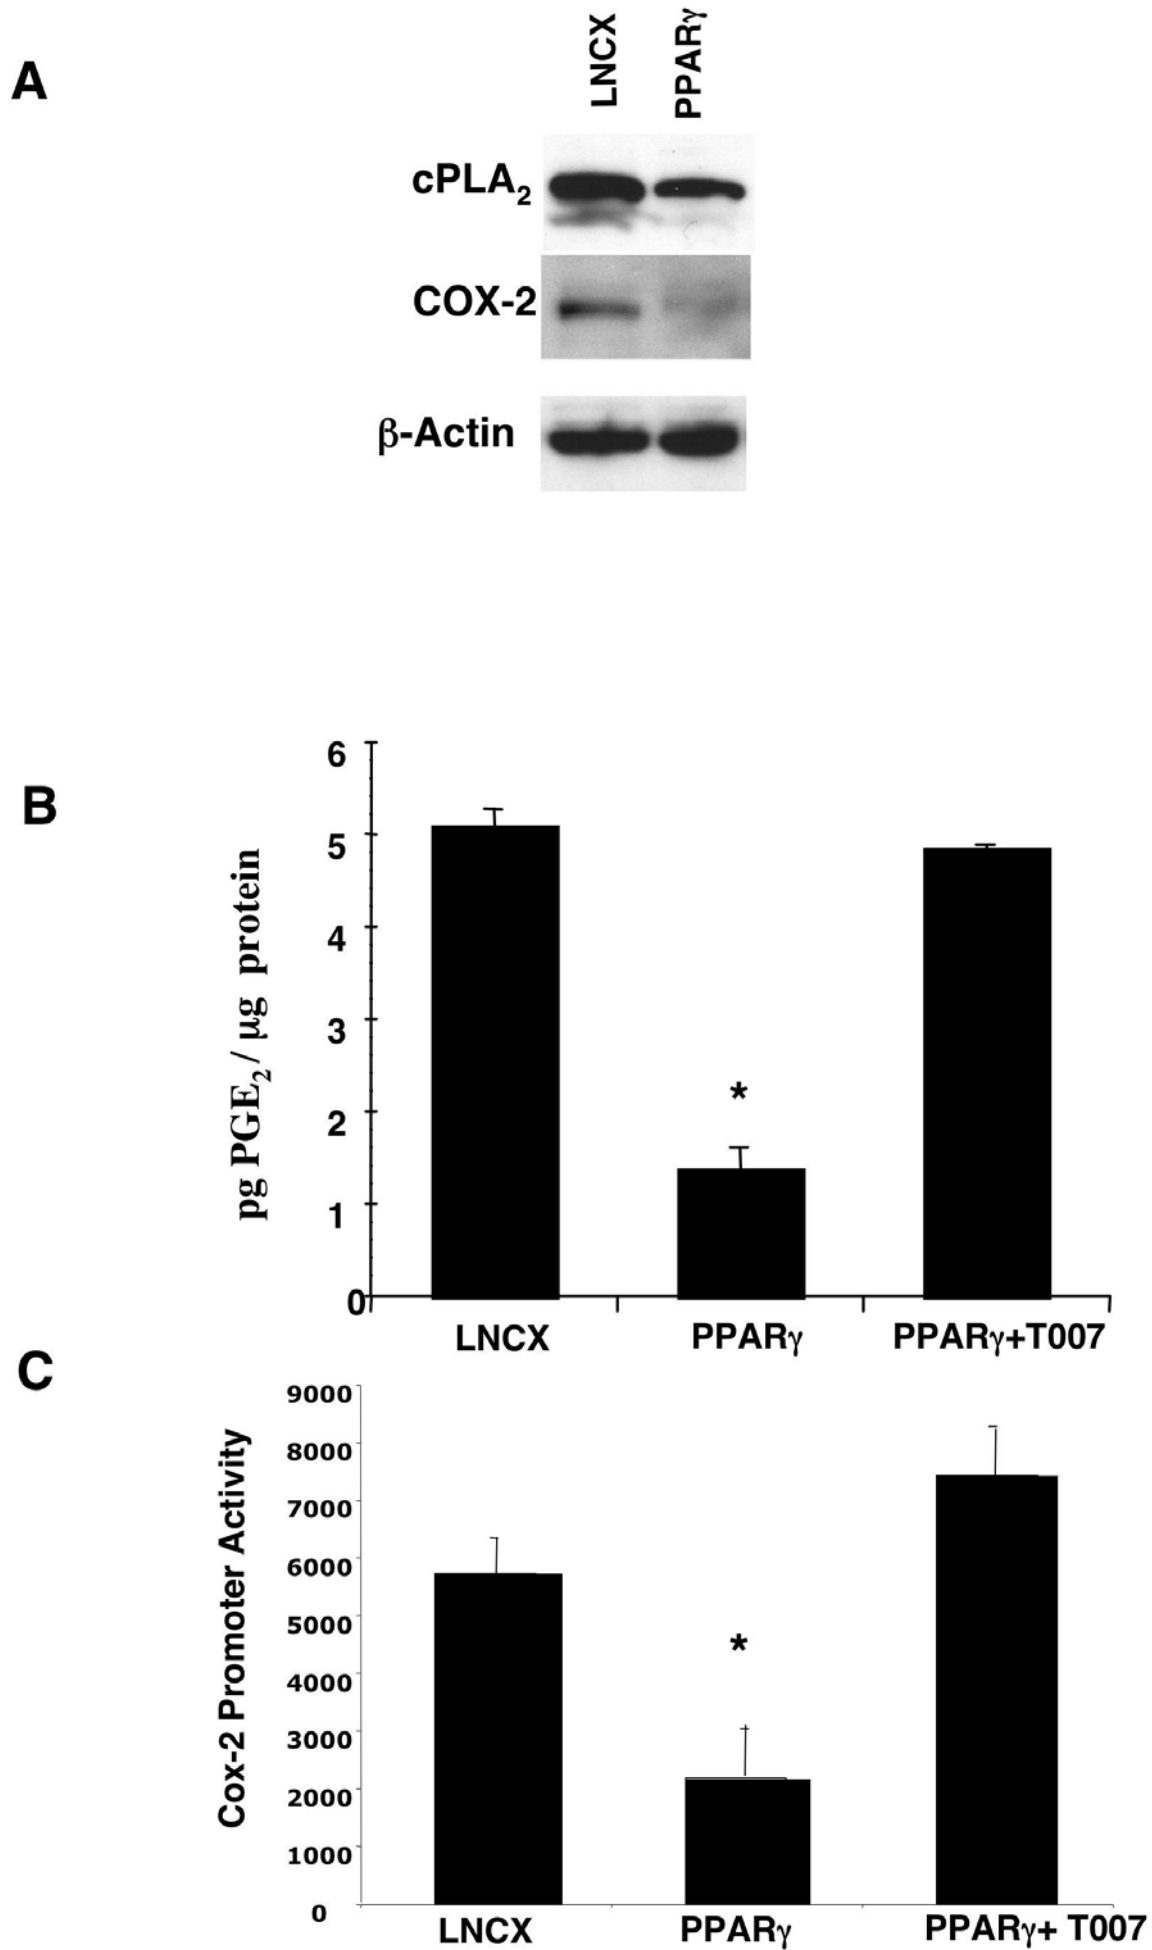 A
LNCX
PPARγ
cPLA2
COX-2
β-Actin
B
pg PGE2 / μg protein
6
5
4
3
2
1
0
*
LNCX
PPARγ
PPARγ+T007
C
Cox-2 Promoter Activity
9000
8000
7000
6000
5000
4000
3000
2000
1000
0
*
LNCX
PPARγ
PPARγ+ T007